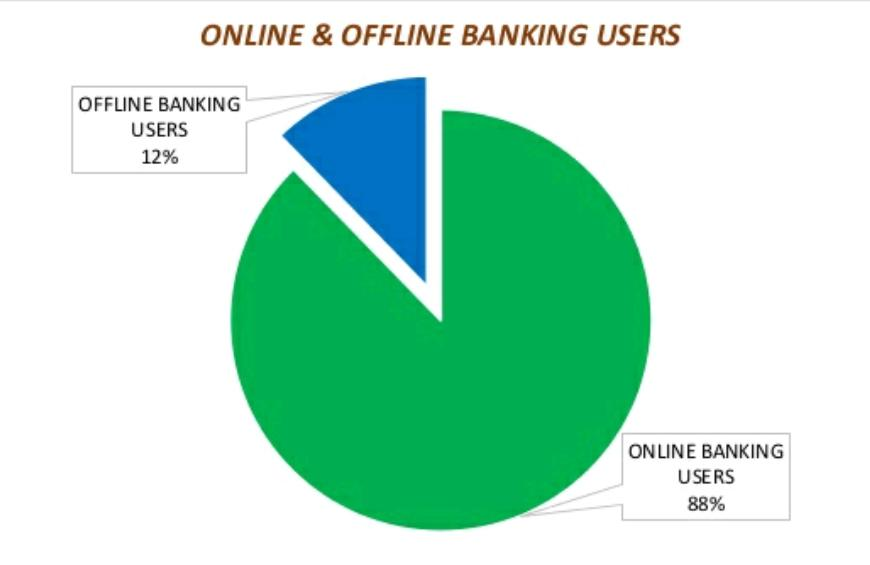 ONLINE & OFFLINE BANKING USERS
OFFLINE BANKING
USERS
12%
ONLINE BANKING
USERS
88%